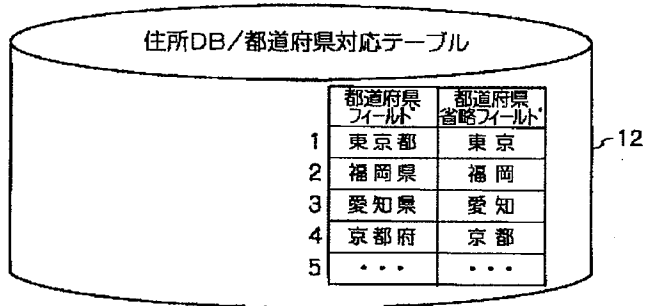 住所DB/都道府県対応テーブル
都道府県フィールド 都道府県省略フィールド
1 東京都 東京
2 福岡県 福岡
3 愛知県 愛知
4 京都府 京都
5 ・・・ ・・・
12